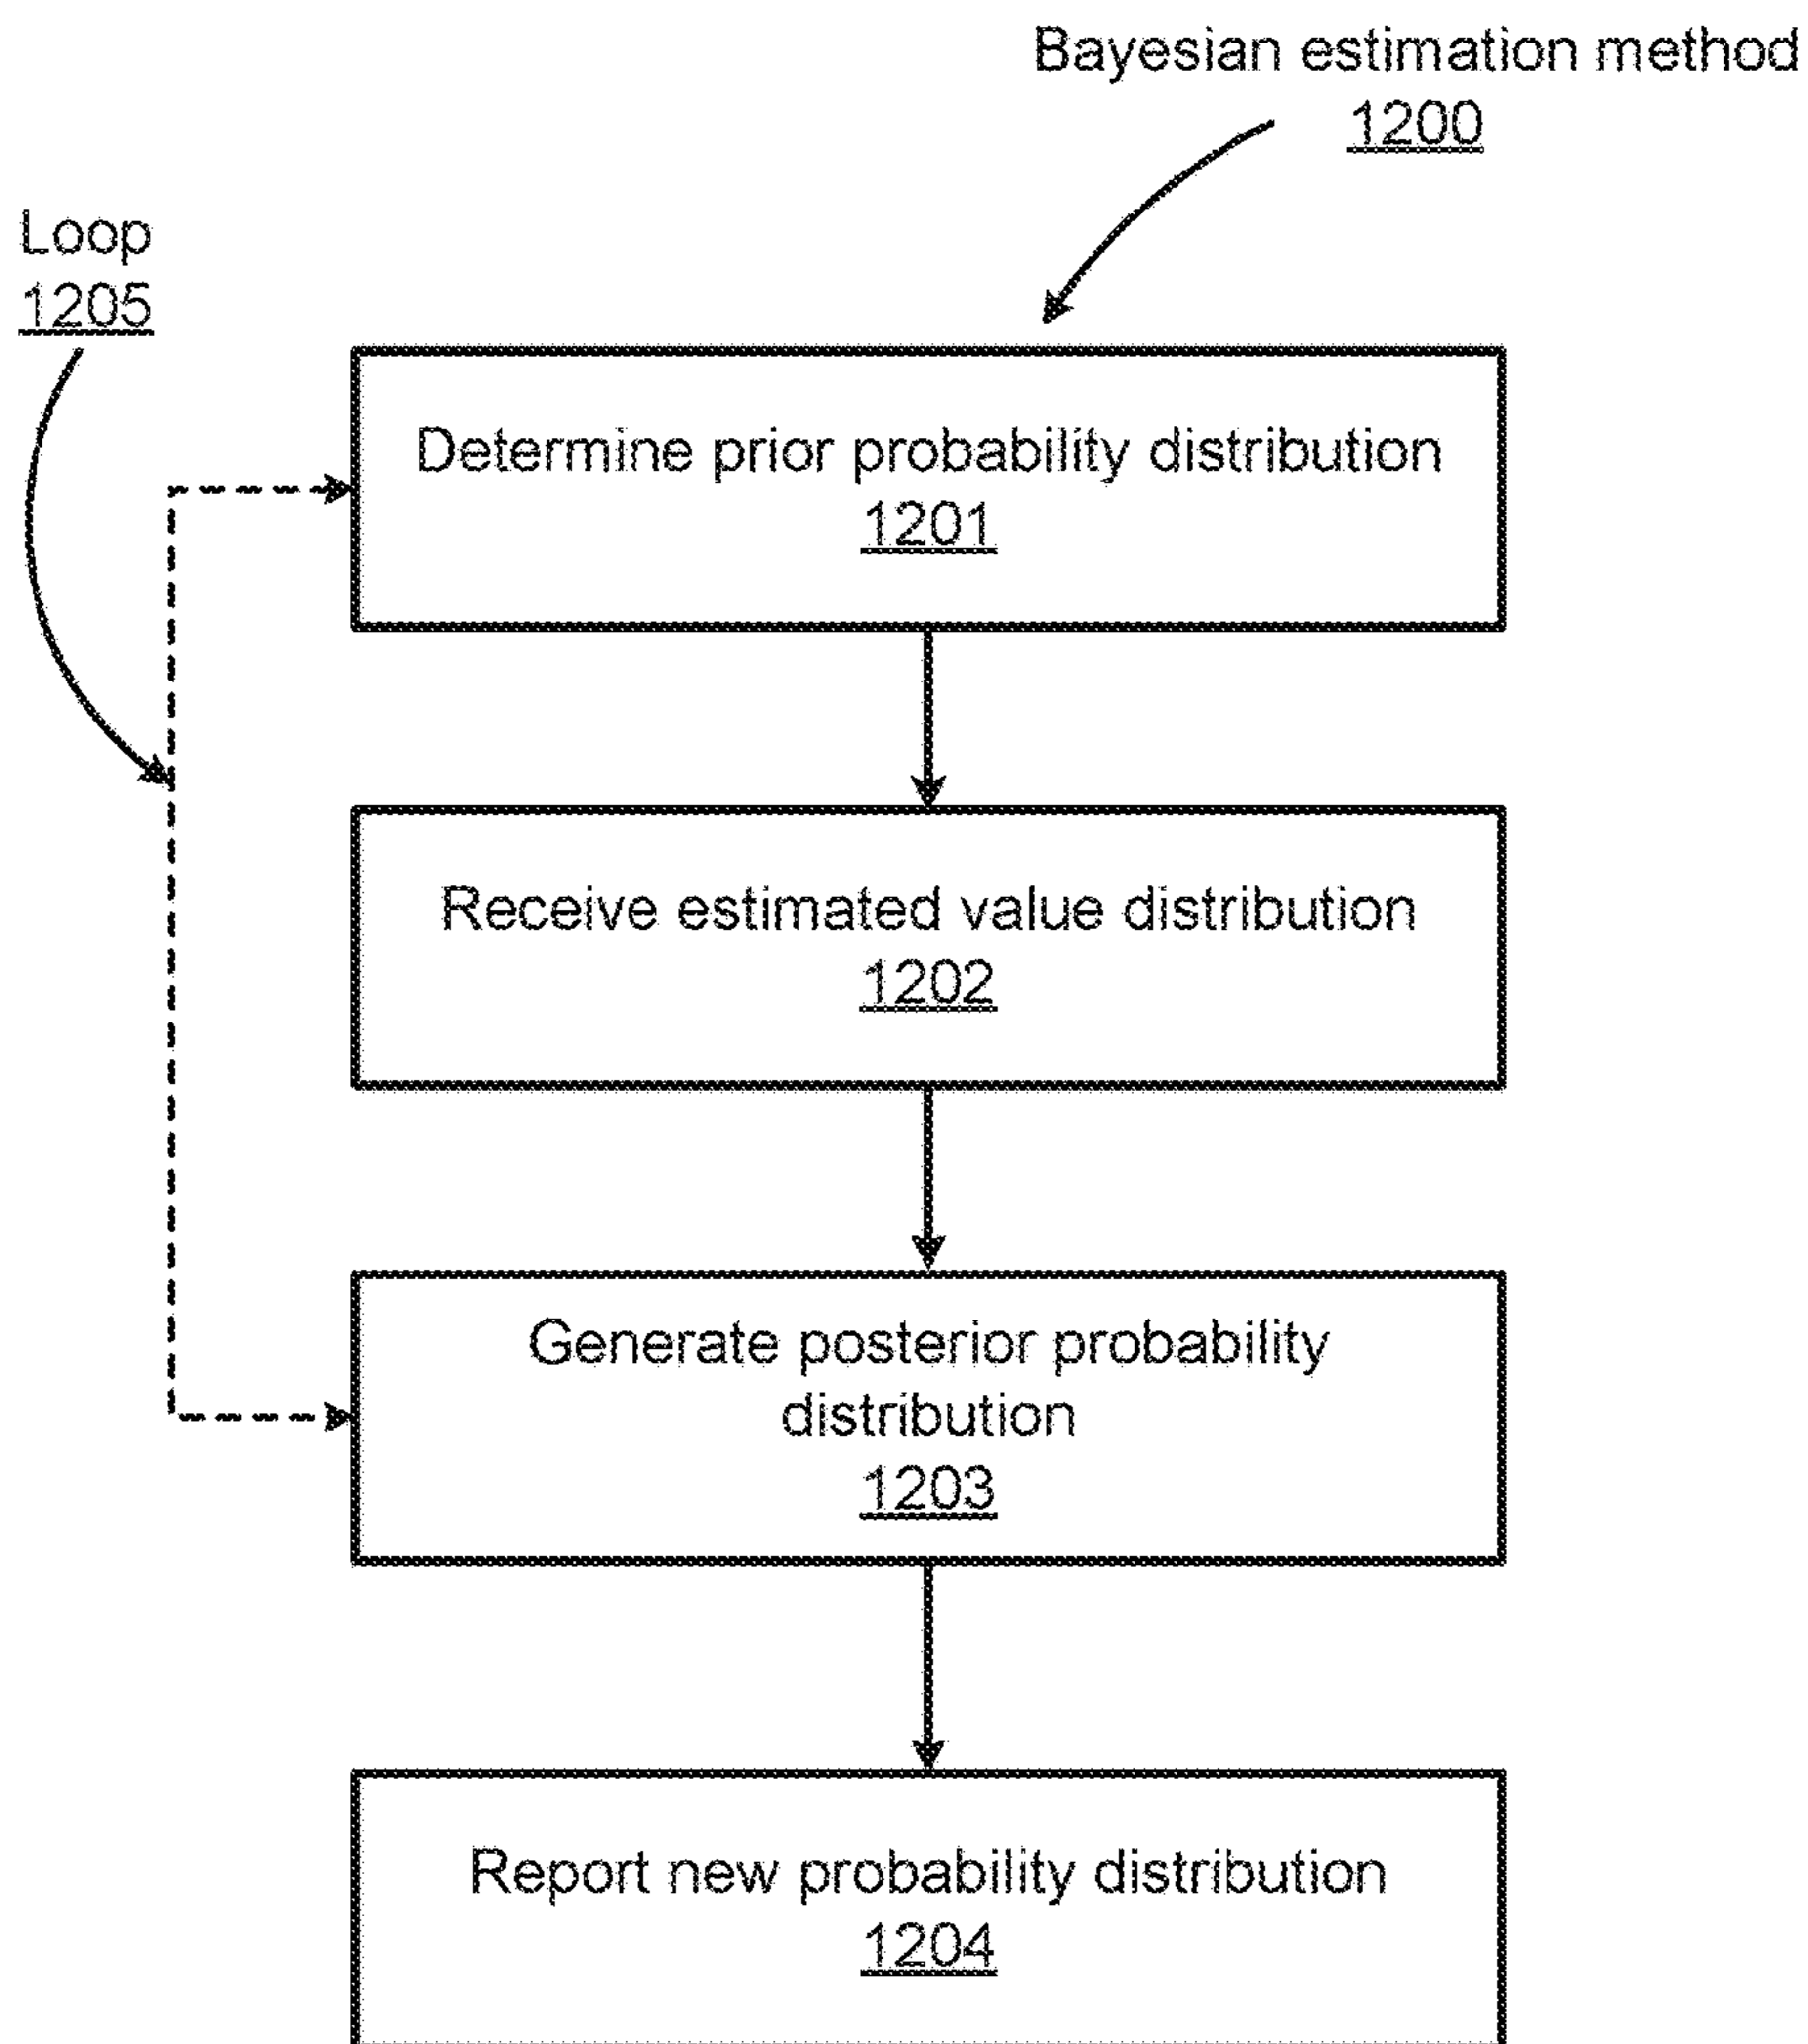 Bayesian estimation method
1200
Loop
1205
Determine prior probability distribution
1201
Receive estimated value distribution
1202
Generate posterior probability
distribution
1203
Report new probability distribution
1204